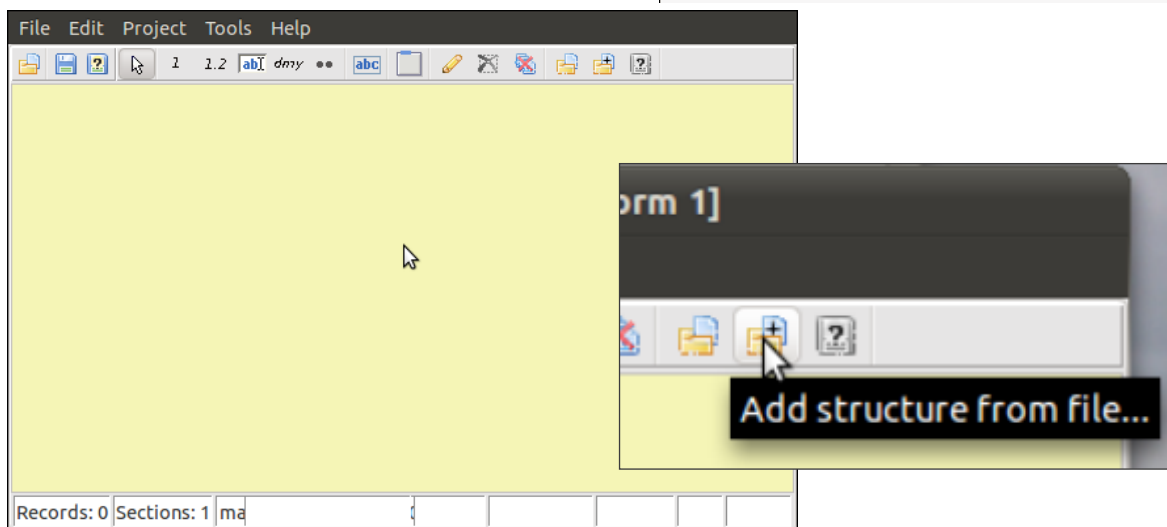 File Edit Project Tools Help
1 1.2 abI dmy •• abc ?
orm 1]
?
Add structure from file...
Records: 0 Sections: 1 ma